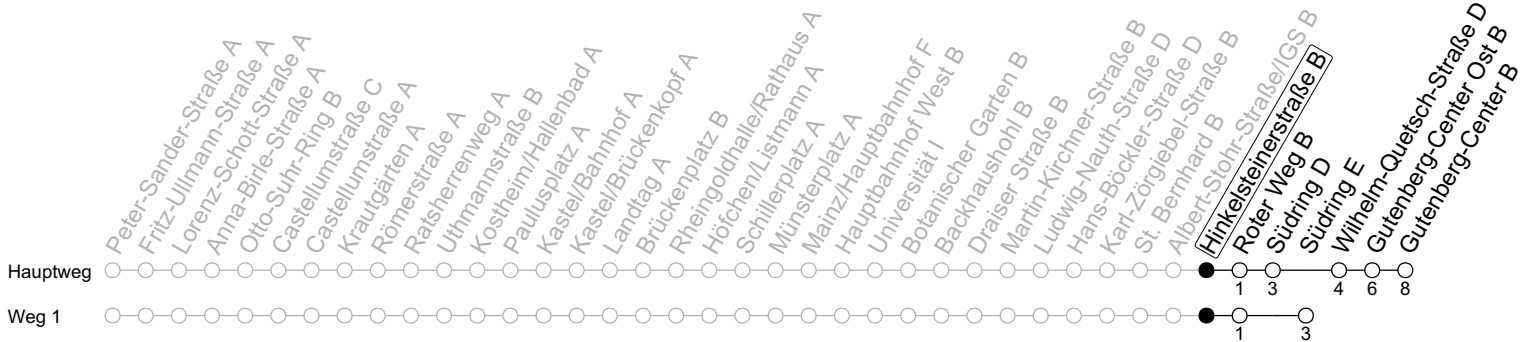 Peter-Sander-Straße A
Fritz-Ullmann-Straße A
Lorenz-Schott-Straße A
Anna-Birle-Straße A
Otto-Suhr-Ring B
Castellumstraße C
Castellumstraße A
Krautgärten A
Römerstraße A
Ratsherrenweg A
Uthmannstraße B
Kostheim/Hallenbad A
Paulusplatz A
Kastel/Bahnhof A
Kastel/Brückenkopf A
Landtag A
Brückenplatz B
Rheingoldhalle/Rathaus A
Höfchen/Listmann A
Schillerplatz A
Münsterplatz A
Mainz/Hauptbahnhof F
Hauptbahnhof West B
Universität I
Botanischer Garten B
Backhaushohl B
Draiser Straße B
Martin-Kirchner-Straße B
Ludwig-Nauth-Straße D
Hans-Böckler-Straße D
Karl-Zörgiebel-Straße B
St. Bernhard B
Albert-Stohr-Straße/IGS B
Hinkelsteinerstraße B
Roter Weg B
Südring D
Südring E
Wilhelm-Quetsch-Straße D
Gutenberg-Center Ost B
Gutenberg-Center B
Hauptweg
1 3 4 6 8
Weg 1
1 3